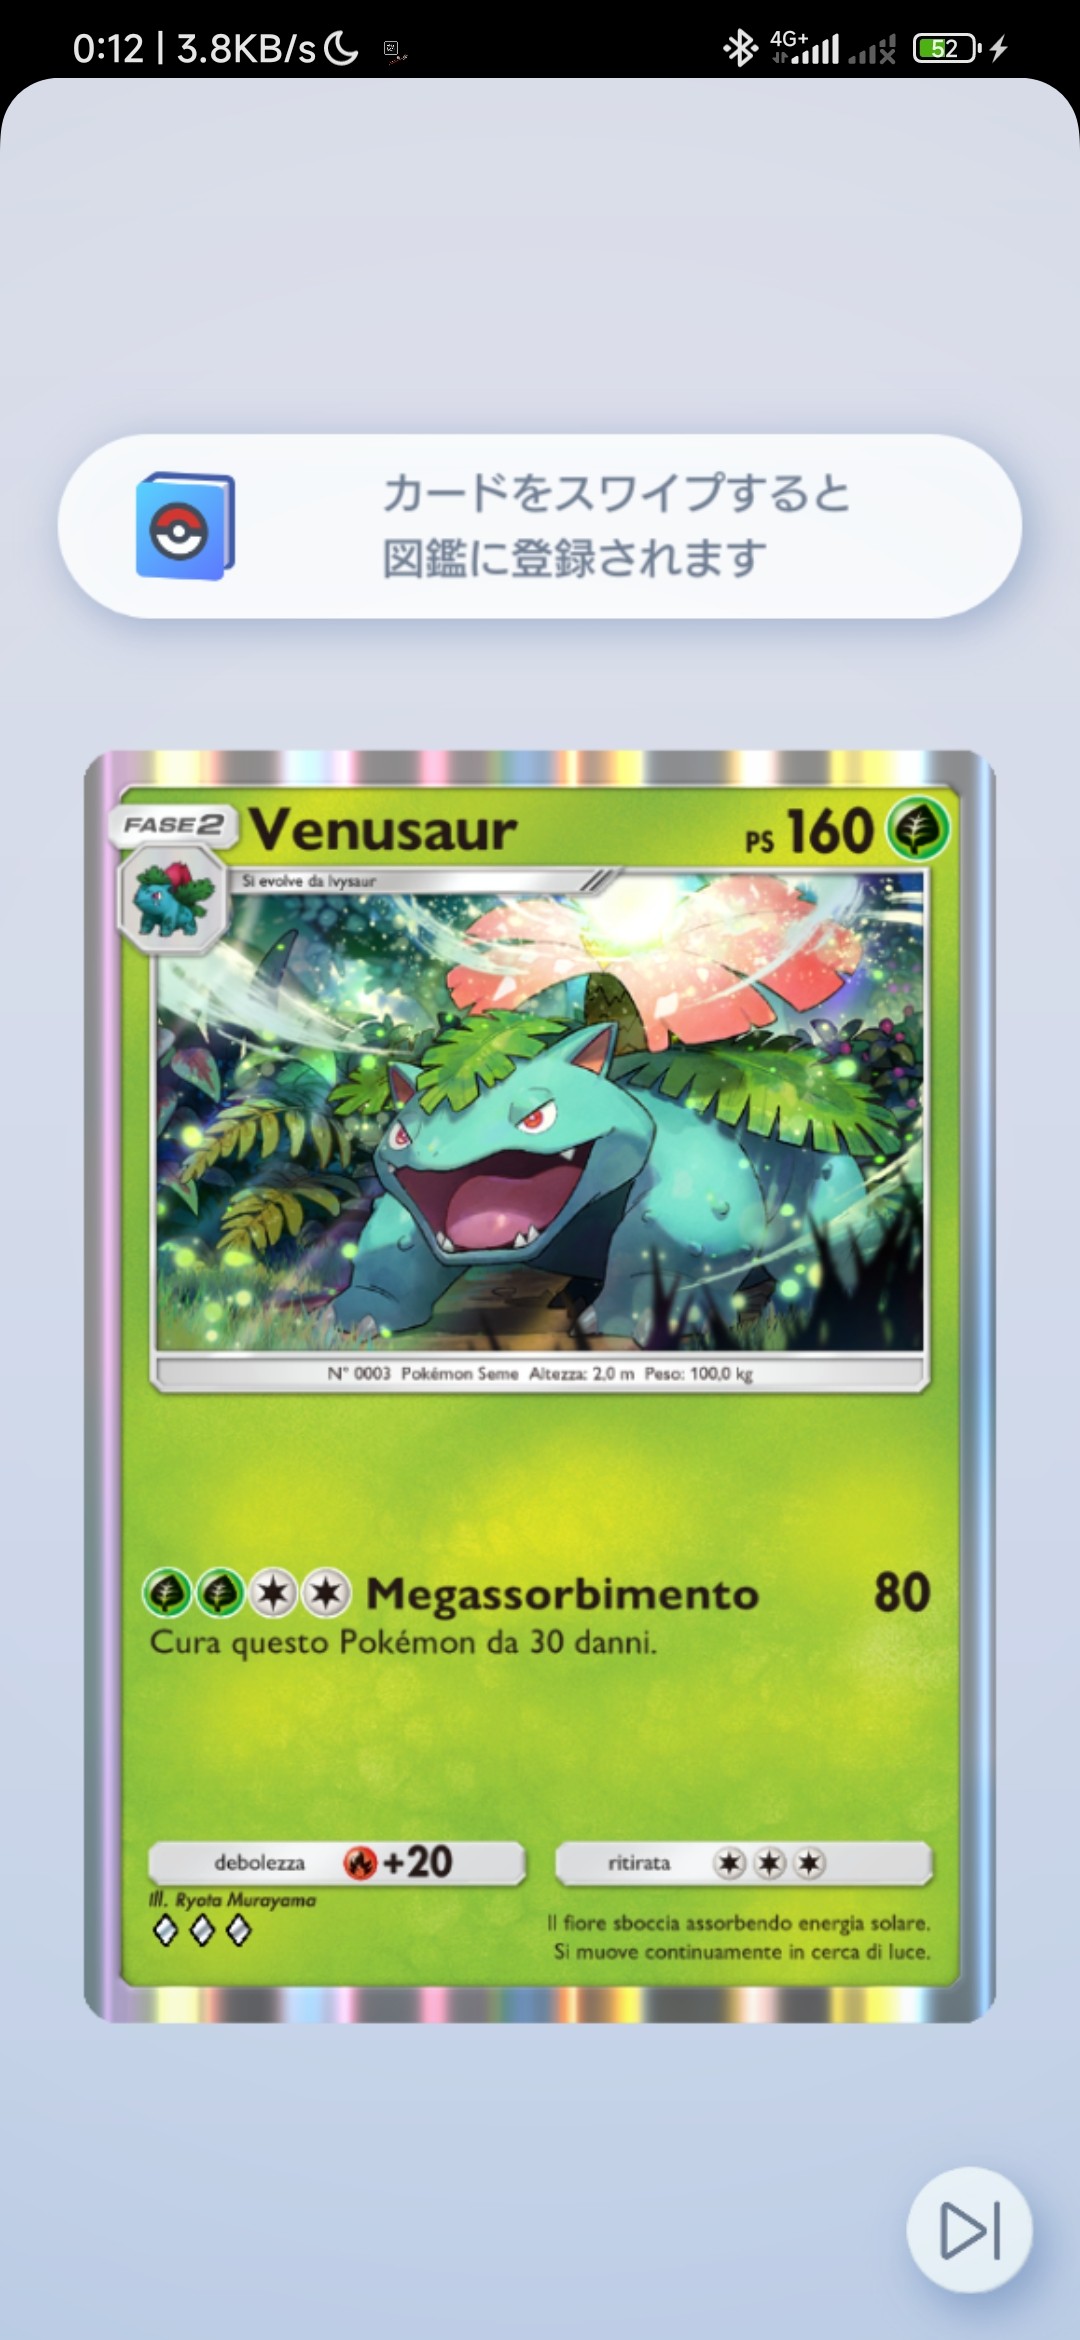 0:12 | 3.8KB/s
4G+
52
カードをスワイプすると
図鑑に登録されます
FASE2 Venusaur PS 160
Si evolve da Ivysaur
N° 0003 Pokémon Seme Altezza: 2,0 m Peso: 100,0 kg
Megassorbimento 80
Cura questo Pokémon da 30 danni.
debolezza +20 ritirata
Ill. Ryota Murayama
Il fiore sboccia assorbendo energia solare.
Si muove continuamente in cerca di luce.